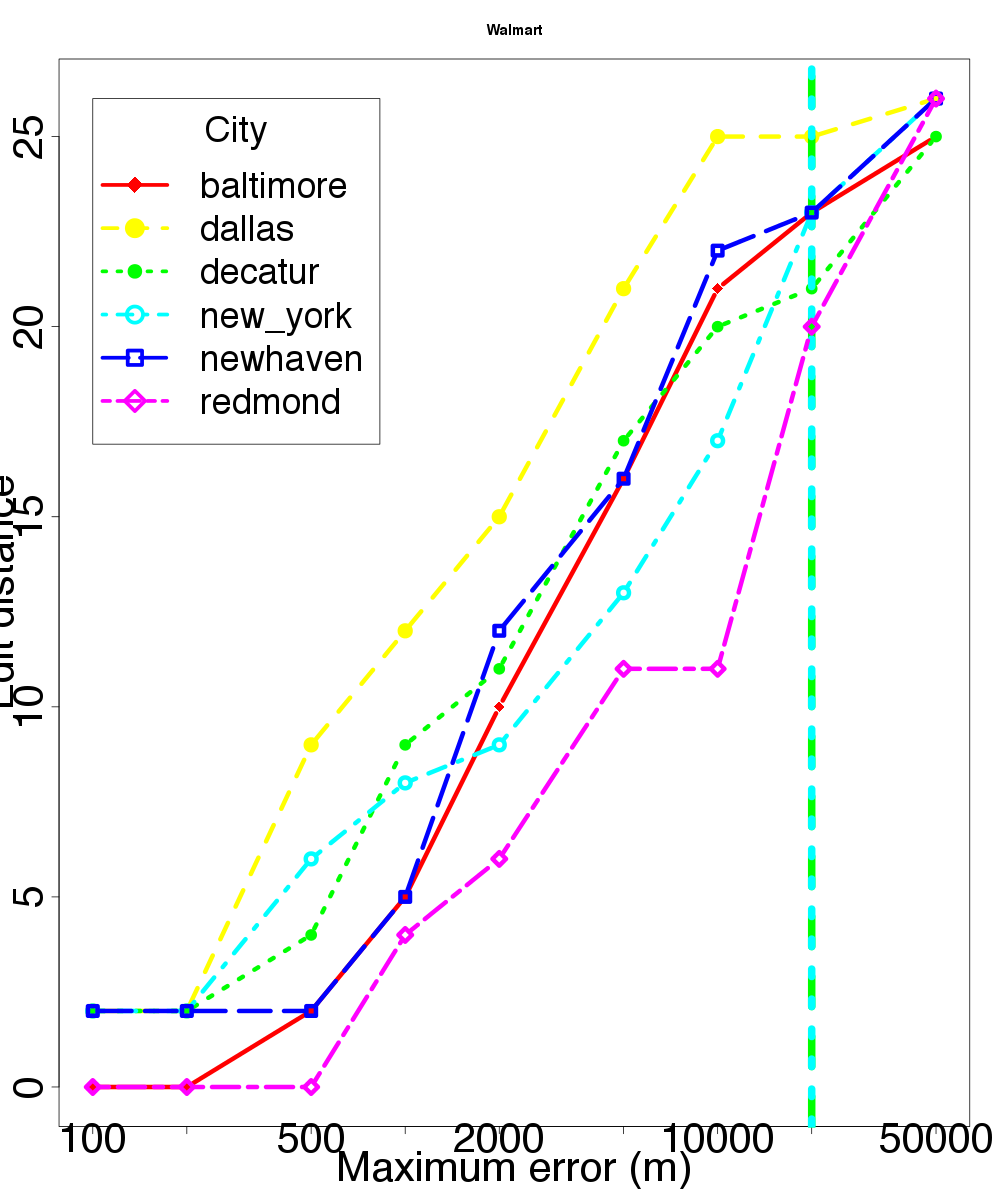 Walmart
City
baltimore
dallas
decatur
new_york
newhaven
redmond
25
20
15
10
5
0
distance
100 500 2000 10000 50000
Maximum error (m)